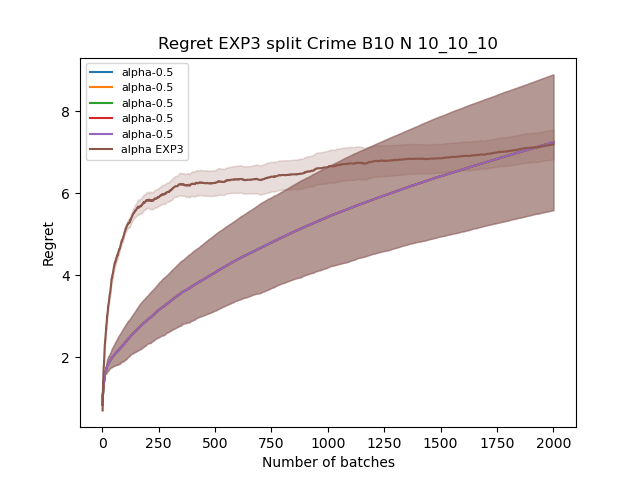 Regret EXP3 split Crime B10 N 10_10_10
alpha-0.5
alpha-0.5
alpha-0.5
alpha-0.5
alpha-0.5
alpha EXP3
8
6
4
2
Regret
0 250 500 750 1000 1250 1500 1750 2000
Number of batches